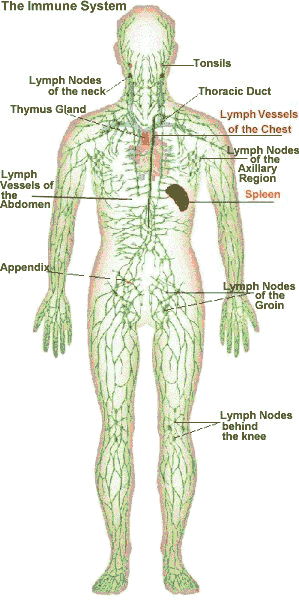 The Immune System
Tonsils
Lymph Nodes
of the neck
Thoracic Duct
Thymus Gland
Lymph Vessels
of the Chest
Lymph Nodes
of the
Axillary
Region
Lymph
Vessels of
the
Abdomen
Spleen
Appendix
Lymph Nodes
of the
Groin
Lymph Nodes
behind
the knee